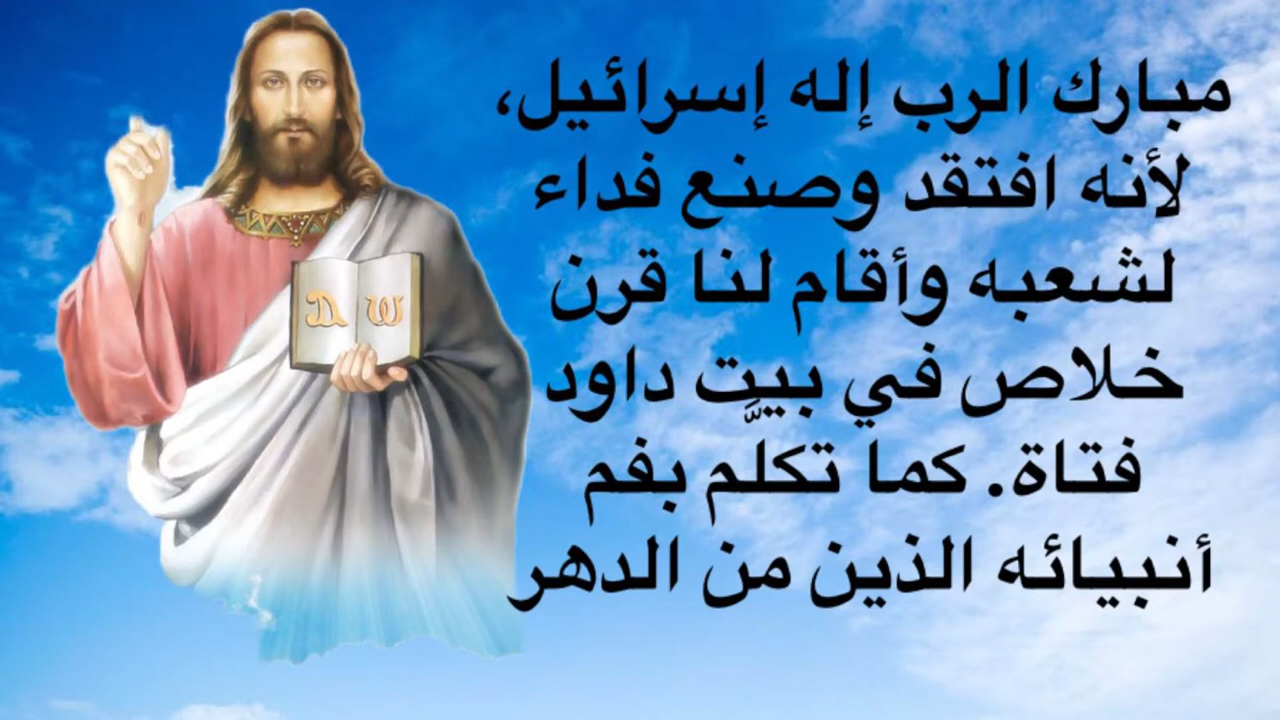 مبارك الرب إله إسرائيل،
لأنه افتقد وصنع فداء
لشعبه وأقام لنا قرن
خلاص في بيت داود
فتاة. كما تكلَّم بفم
أنبيائه الذين من الدهر